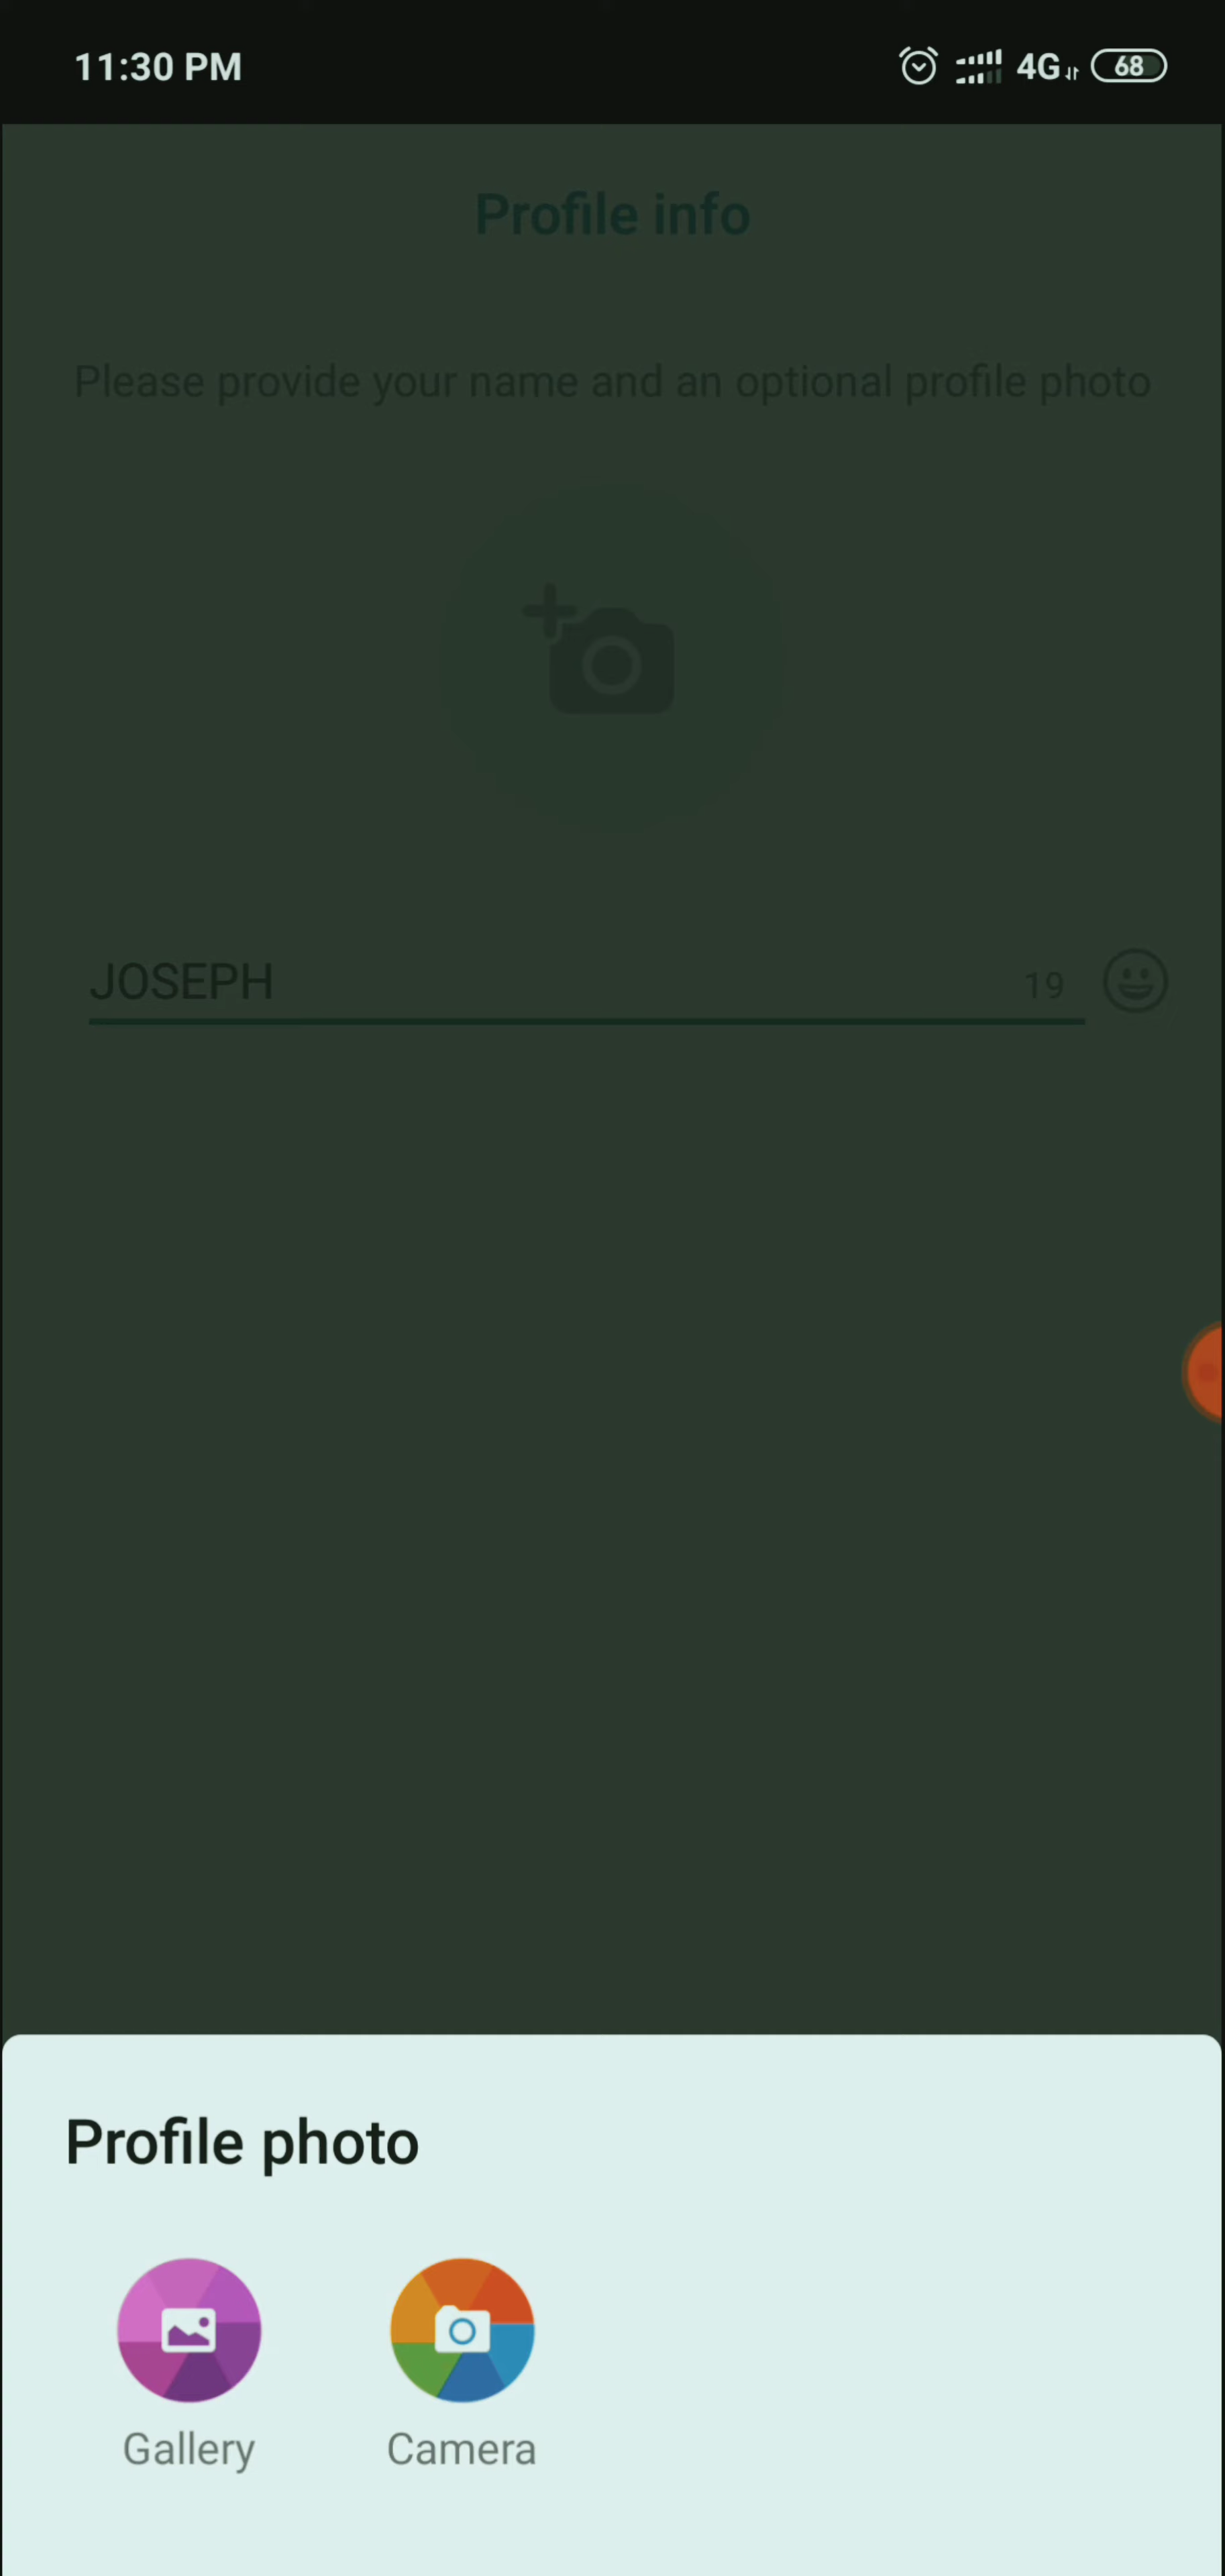 11:30 PM 4G 68
Profile info
Please provide your name and an optional profile photo
JOSEPH 19
Profile photo
Gallery Camera